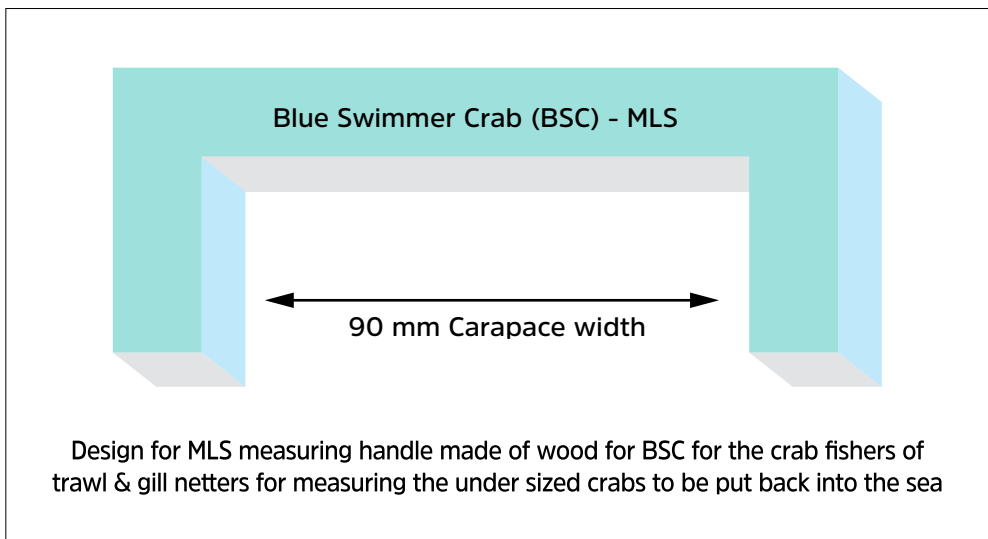 Blue Swimmer Crab (BSC) - MLS
90 mm Carapace width
Design for MLS measuring handle made of wood for BSC for the crab fishers of
trawl & gill netters for measuring the under sized crabs to be put back into the sea